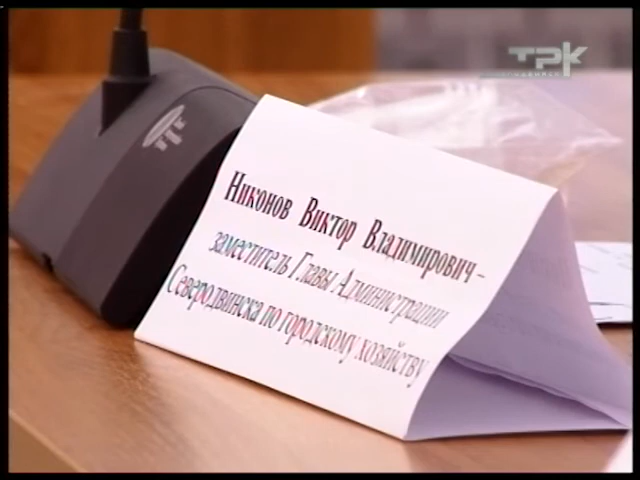 ТРК
Никонов Виктор Владимирович –
заместитель Главы Администрации
Северодвинска по городскому хозяйству